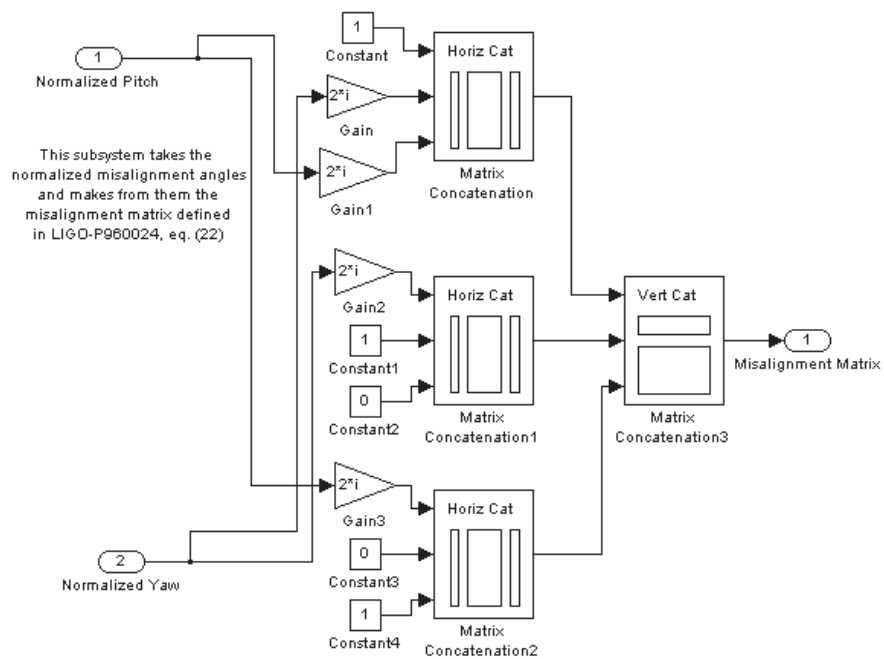 1
Normalized Pitch
This subsystem takes the
normalized misalignment angles
and makes from them the
misalignment matrix defined
in LIGO-P960024, eq. (22)
2
Normalized Yaw
1
Constant
2*i
Gain
2*i
Gain1
Horiz Cat
Matrix
Concatenation
2*i
Gain2
1
Constant1
0
Constant2
Horiz Cat
Matrix
Concatenation1
2*i
Gain3
0
Constant3
1
Constant4
Horiz Cat
Matrix
Concatenation2
Vert Cat
Matrix
Concatenation3
1
Misalignment Matrix